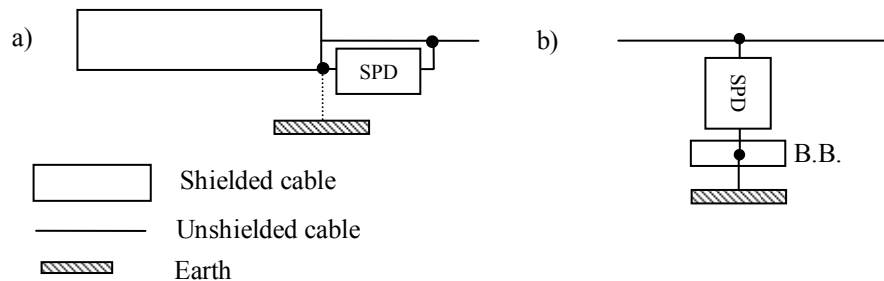 a)
SPD
b)
SPD
B.B.
Shielded cable
Unshielded cable
Earth